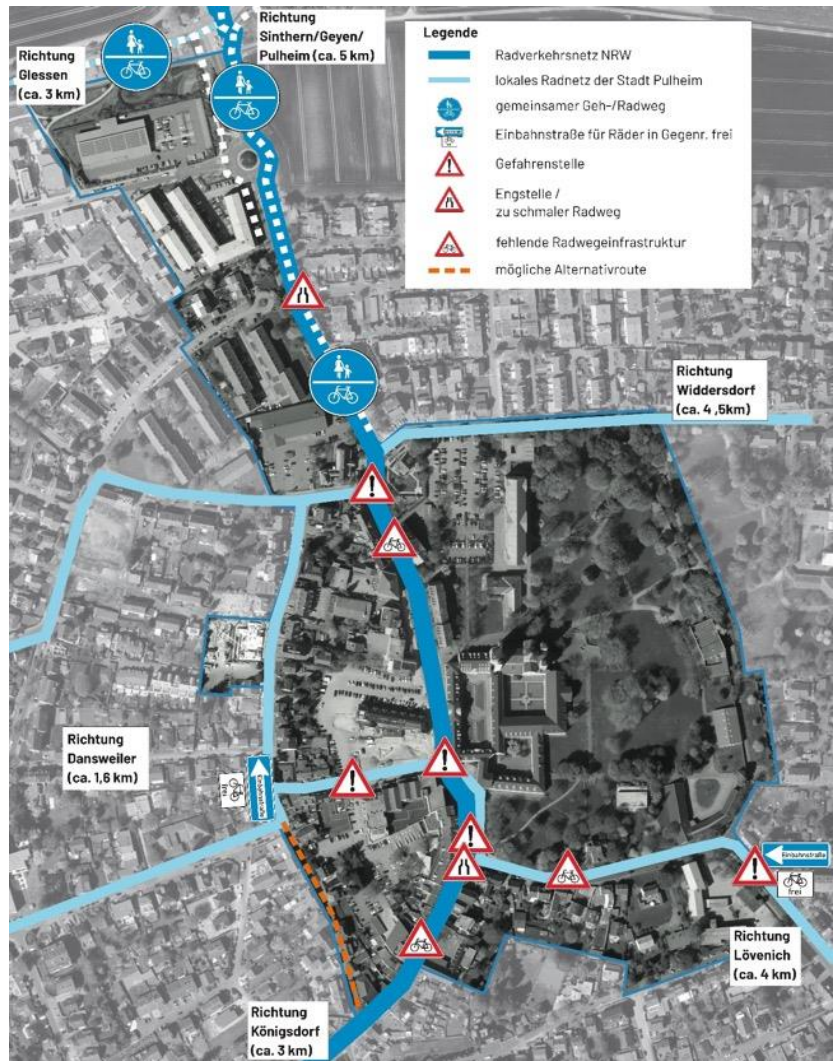 Richtung
Glessen
(ca. 3 km)
Richtung
Sinthern/Geyen/
Pulheim (ca. 5 km)
Legende
Radverkehrsnetz NRW
lokales Radnetz der Stadt Pulheim
gemeinsamer Geh-/Radweg
Einbahnstraße für Räder in Gegenr. frei
Gefahrenstelle
Engstelle /
zu schmaler Radweg
fehlende Radwegeinfrastruktur
mögliche Alternativroute
Richtung
Widdersdorf
(ca. 4 ,5km)
Richtung
Dansweiler
(ca. 1,6 km)
frei
Einbahnstraße
Einbahnstraße
frei
Richtung
Lövenich
(ca. 4 km)
Richtung
Königsdorf
(ca. 3 km)